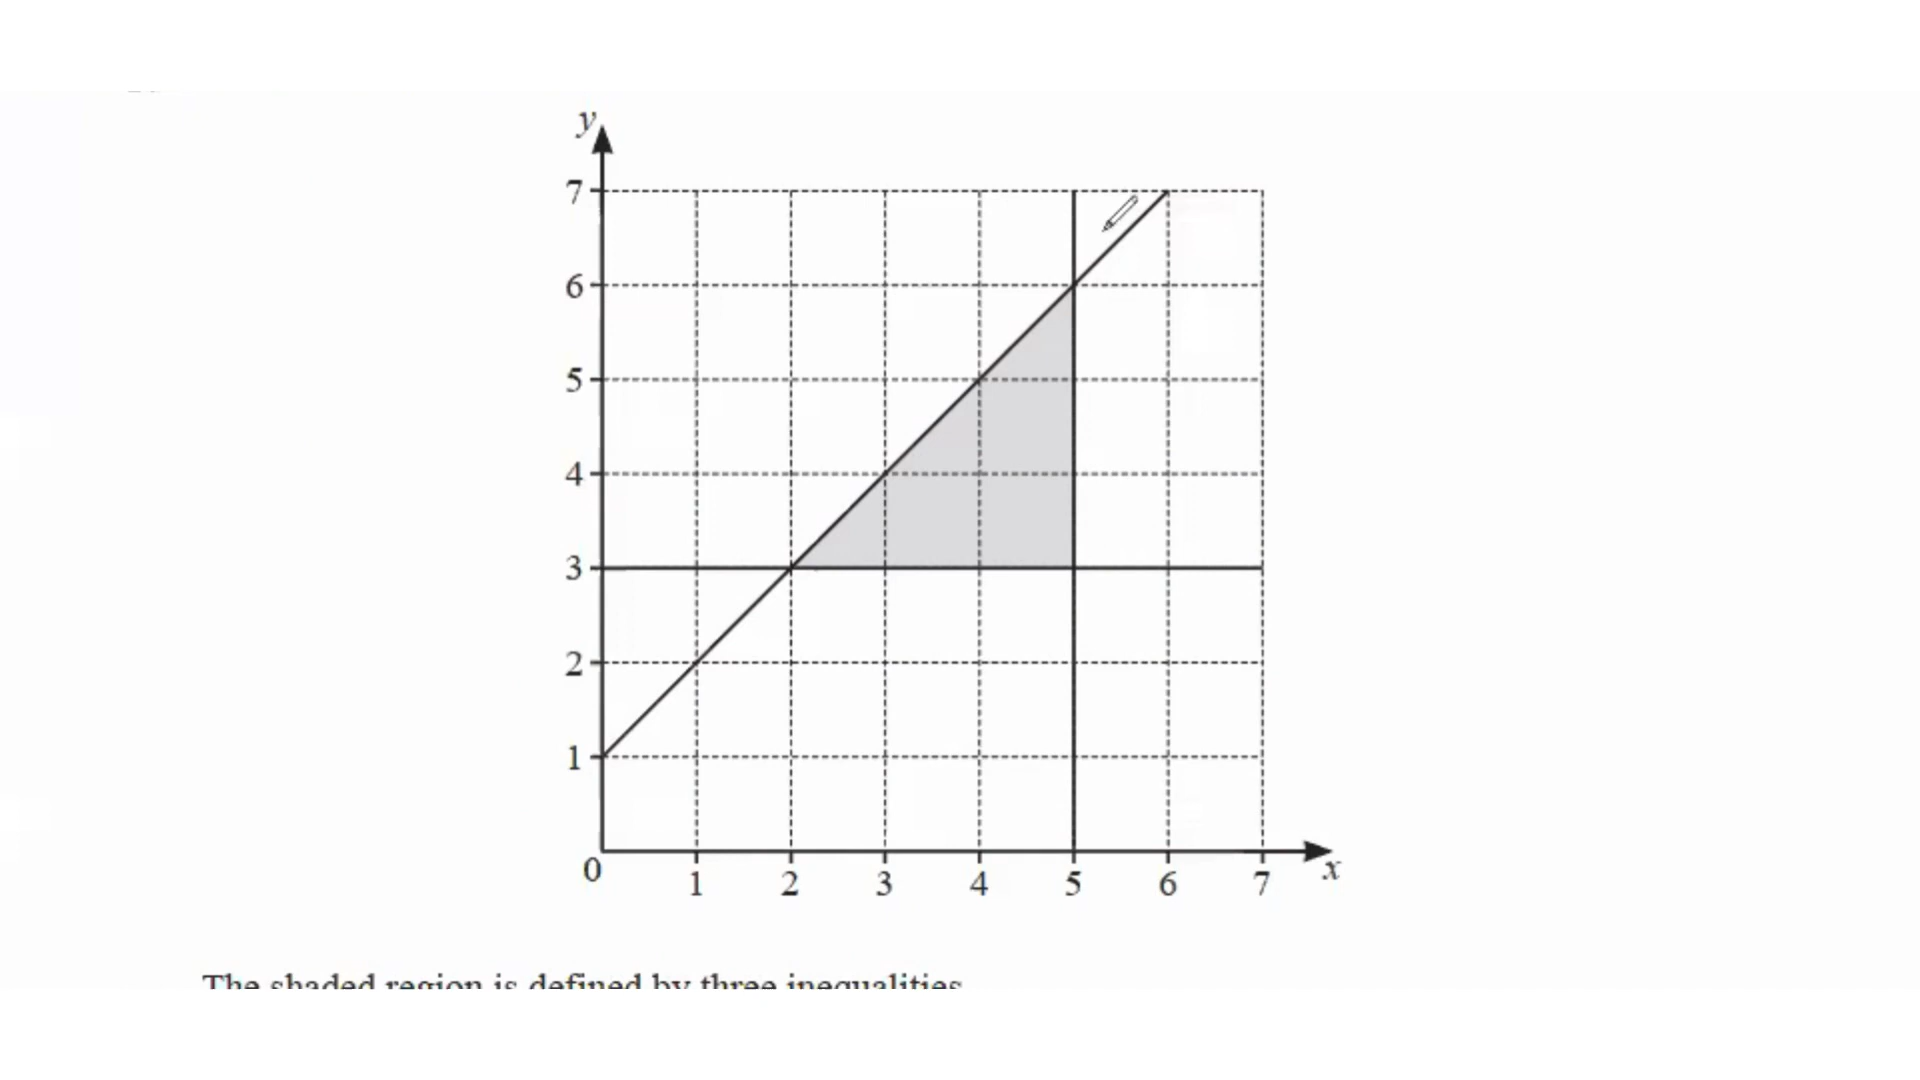 y
7
6
5
4
3
2
1
0
1 2 3 4 5 6 7 x
The shaded region is defined by three inequalities